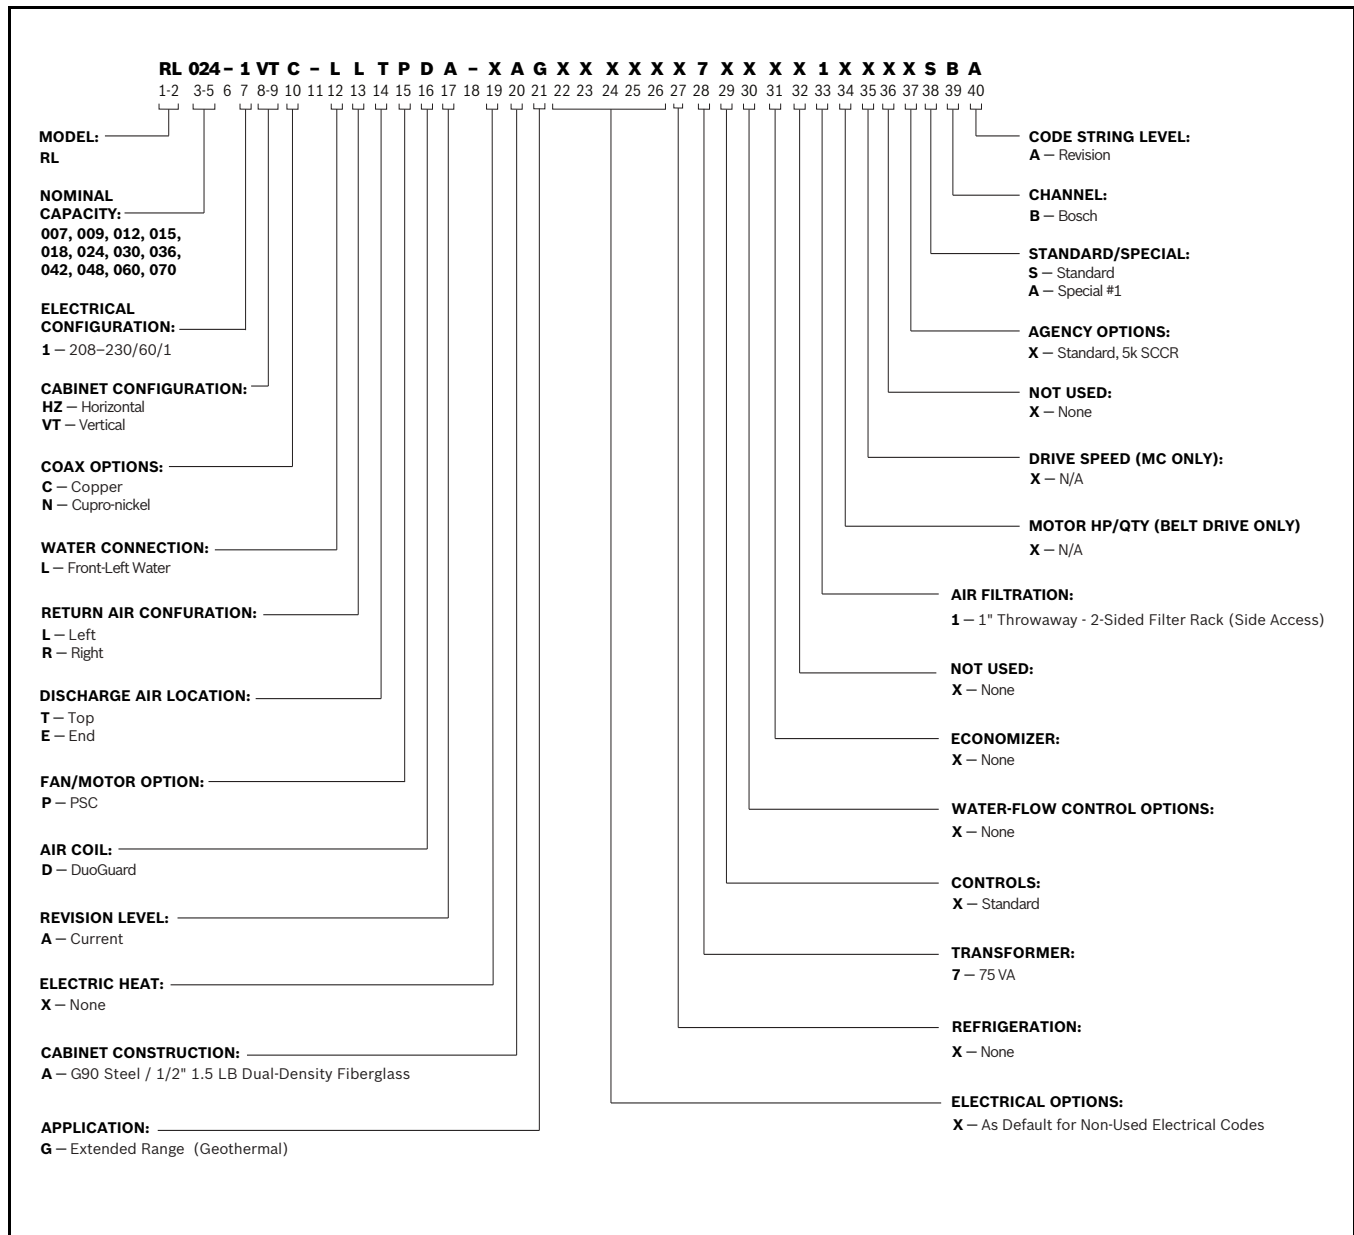 RL 024 – 1 VT C – L L T P D A – X A G X X X X X X 7 X X X X 1 X X X X S B A
1-2 3-5 6 7 8-9 10 11 12 13 14 15 16 17 18 19 20 21 22 23 24 25 26 27 28 29 30 31 32 33 34 35 36 37 38 39 40
MODEL:
RL
NOMINAL
CAPACITY:
007, 009, 012, 015,
018, 024, 030, 036,
042, 048, 060, 070
ELECTRICAL
CONFIGURATION:
1 – 208–230/60/1
CABINET CONFIGURATION:
HZ – Horizontal
VT – Vertical
COAX OPTIONS:
C – Copper
N – Cupro-nickel
WATER CONNECTION:
L – Front-Left Water
RETURN AIR CONFURATION:
L – Left
R – Right
DISCHARGE AIR LOCATION:
T – Top
E – End
FAN/MOTOR OPTION:
P – PSC
AIR COIL:
D – DuoGuard
REVISION LEVEL:
A – Current
ELECTRIC HEAT:
X – None
CABINET CONSTRUCTION:
A – G90 Steel / 1/2" 1.5 LB Dual-Density Fiberglass
APPLICATION:
G – Extended Range (Geothermal)
CODE STRING LEVEL:
A – Revision
CHANNEL:
B – Bosch
STANDARD/SPECIAL:
S – Standard
A – Special #1
AGENCY OPTIONS:
X – Standard, 5k SCCR
NOT USED:
X – None
DRIVE SPEED (MC ONLY):
X – N/A
MOTOR HP/QTY (BELT DRIVE ONLY)
X – N/A
AIR FILTRATION:
1 – 1" Throwaway - 2-Sided Filter Rack (Side Access)
NOT USED:
X – None
ECONOMIZER:
X – None
WATER-FLOW CONTROL OPTIONS:
X – None
CONTROLS:
X – Standard
TRANSFORMER:
7 – 75 VA
REFRIGERATION:
X – None
ELECTRICAL OPTIONS:
X – As Default for Non-Used Electrical Codes